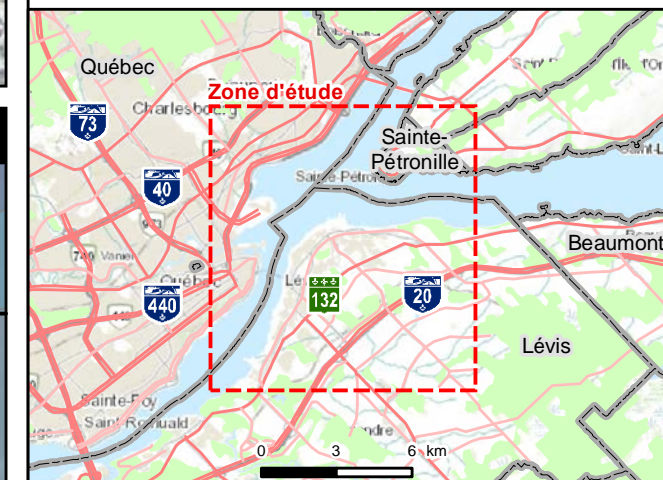 Québec
Zone d'étude
Charlesbourg
73
Sainte-
Pétronille
40
Beaumont
Québec
440
132
20
Lévis
Sainte-Foy
Saint-Romuald
0 3 6 km